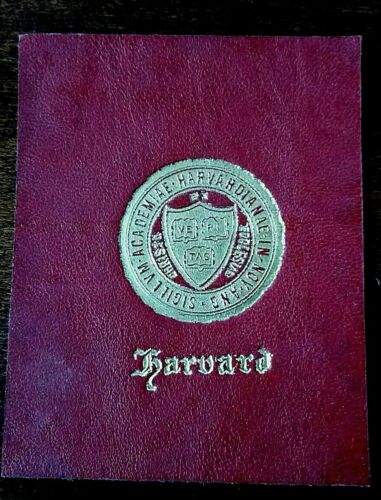 SIGILLVM · ACADEMIAE · HARVARDIANAE · IN · NOV · ANG ·
VE RI
TAS
Harvard